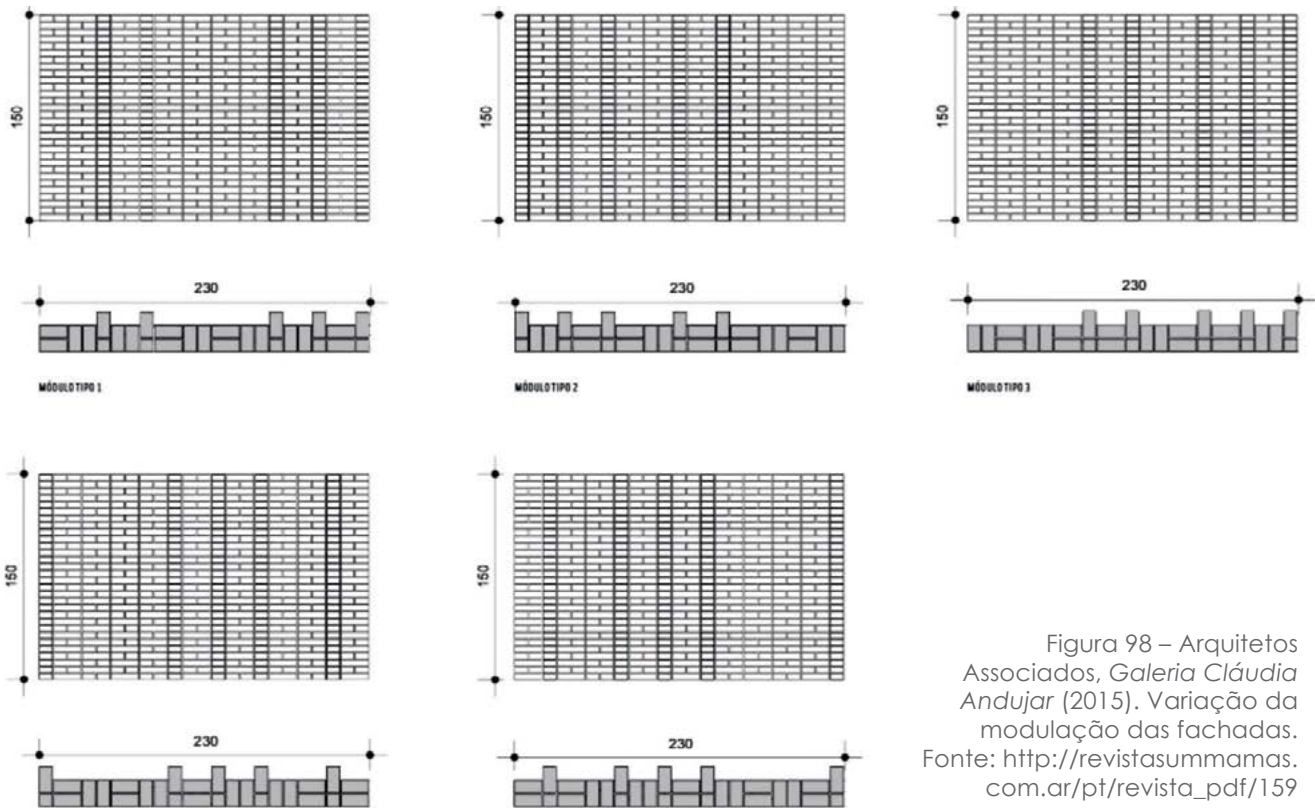 150
150
150
230
230
230
MÓDULO TIPO 1
MÓDULO TIPO 2
MÓDULO TIPO 3
150
150
230
230
Figura 98 – Arquitetos
Associados, Galeria Cláudia
Andujar (2015). Variação da
modulação das fachadas.
Fonte: http://revistasummamas.
com.ar/pt/revista_pdf/159